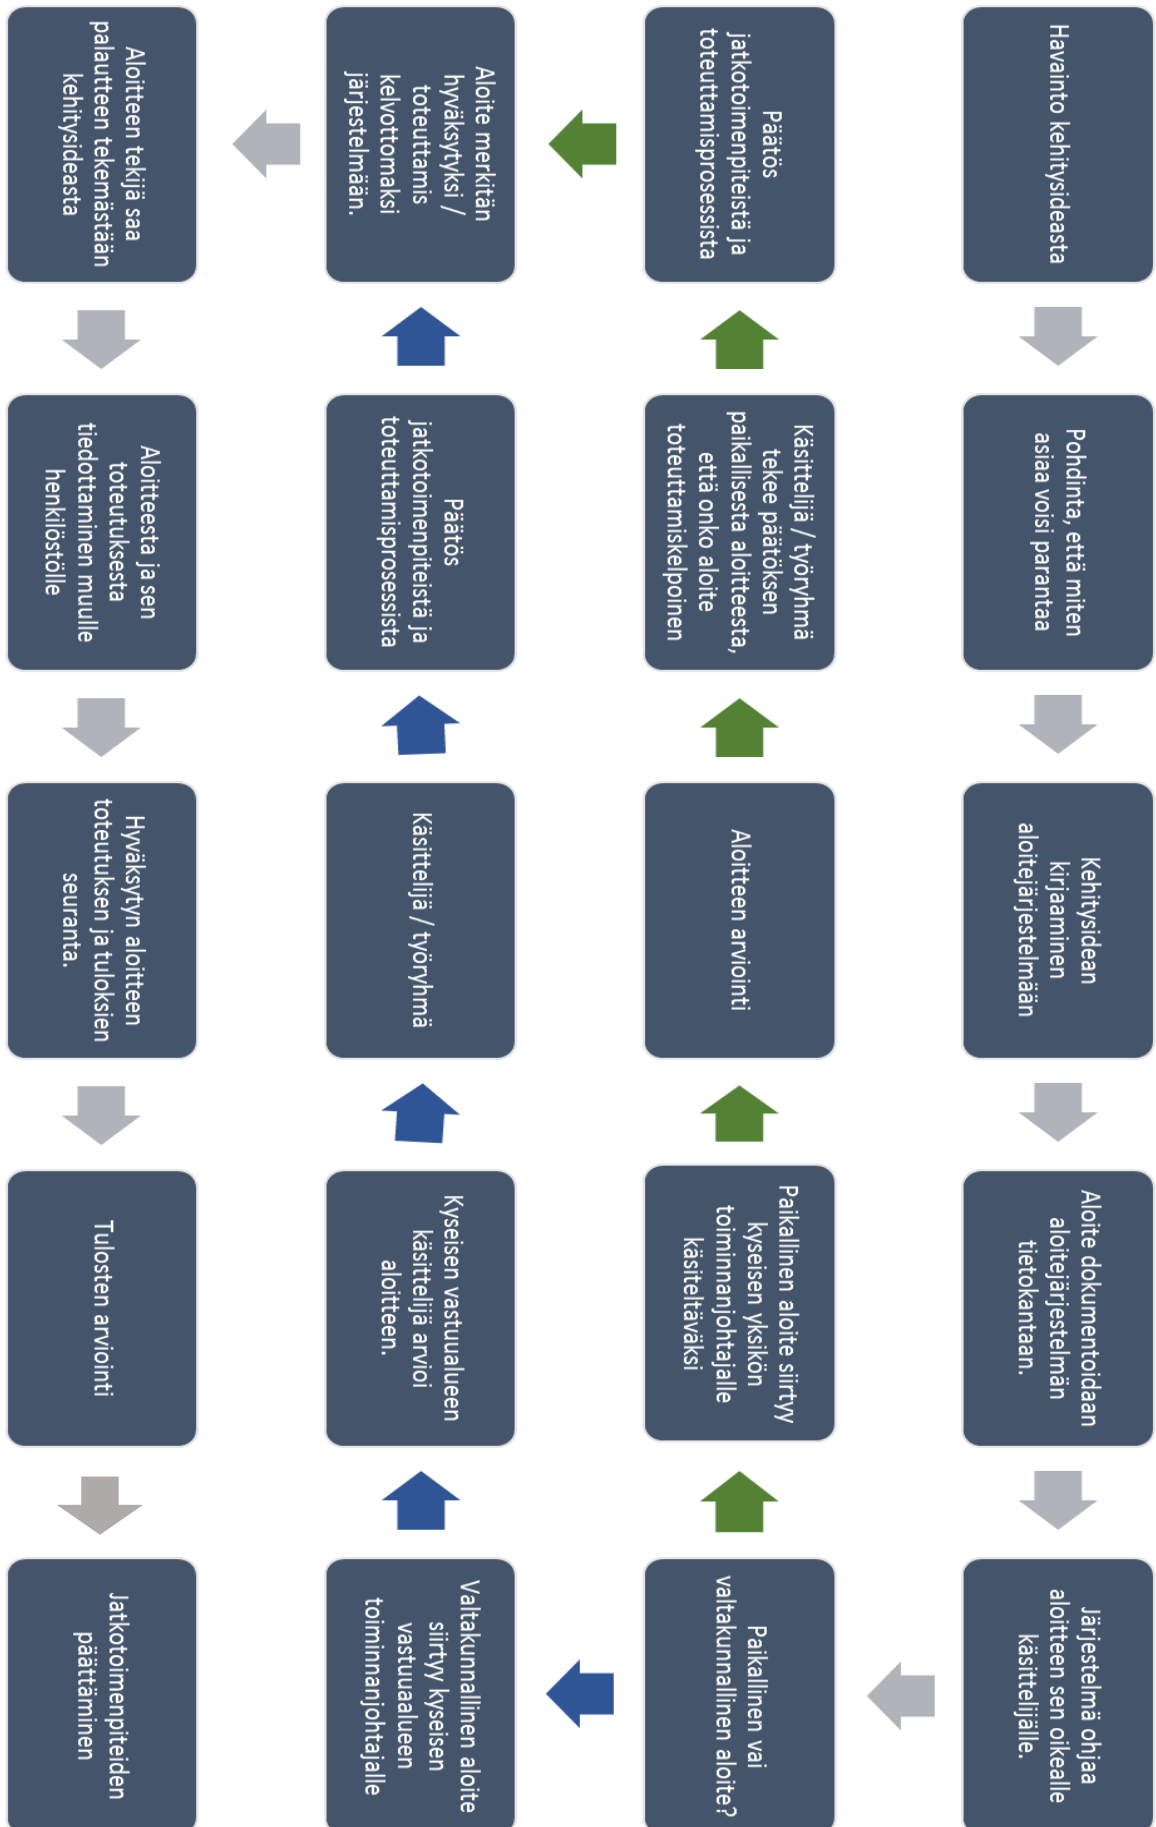 Havainto kehitysideasta
Pohdinta, että miten
asiaa voisi parantaa
Kehitysidean
kirjaaminen
aloitejärjestelmään
Aloite dokumentoidaan
aloitejärjestelmän
tietokantaan.
Järjestelmä ohjaa
aloitteen sen oikealle
käsittelijälle.
Päätös
jatkotoimenpiteistä ja
toteuttamisprosessista
Käsittelijä / työryhmä
tekee päätöksen
paikallisesta aloitteesta,
että onko aloite
toteuttamiskelpoinen
Aloitteen arviointi
Paikallinen aloite siirtyy
kyseisen yksikön
toiminnanjohtajalle
käsiteltäväksi
Paikallinen vai
valtakunnallinen aloite?
Aloite merkitän
hyväksytyksi /
toteuttamis
kelvottomaksi
järjestelmään.
Päätös
jatkotoimenpiteistä ja
toteuttamisprosessista
Käsittelijä / työryhmä
Kyseisen vastuualueen
käsittelijä arvioi
aloitteen.
Valtakunnallinen aloite
siirtyy kyseisen
vastuuaalueen
toiminnanjohtajalle
Aloitteen tekijä saa
palautteen tekemästään
kehitysideasta
Aloitteesta ja sen
toteutuksesta
tiedottaminen muulle
henkilöstölle
Hyväksytyn aloitteen
toteutuksen ja tuloksien
seuranta.
Tulosten arviointi
Jatkotoimenpiteiden
päättäminen